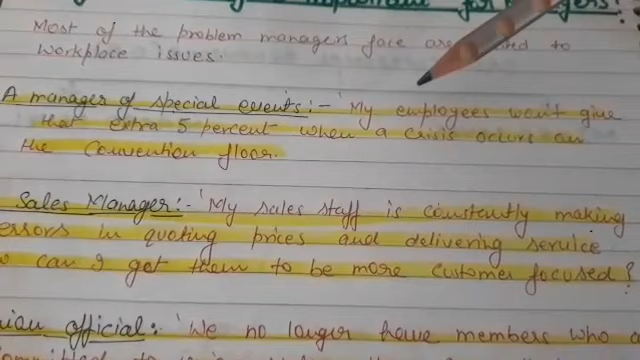 for Managers:
Most of the problem managers face are to
workplace issues.
A manager of special events:- 'My employees won't give
that extra 5 percent when a crisis occurs on
the Convention floor.
Sales Manager:- 'My sales staff is constantly making
errors in quoting prices and delivering service
can I get them to be more customer focused?
official:- 'We no longer have members who a